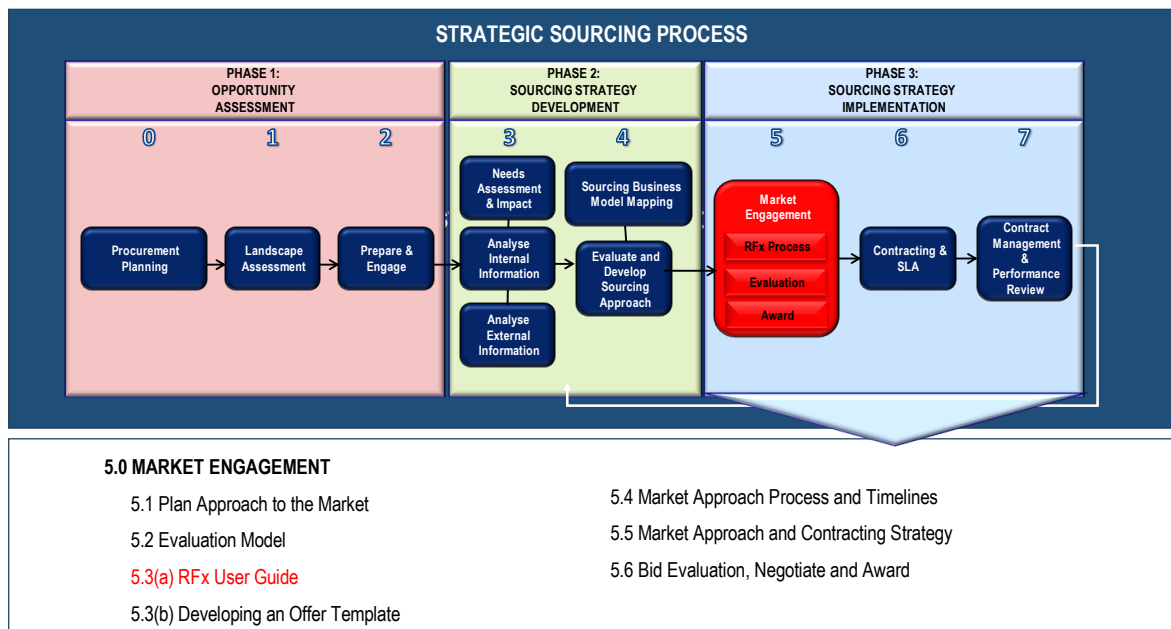 STRATEGIC SOURCING PROCESS
PHASE 1:
OPPORTUNITY
ASSESSMENT
PHASE 2:
SOURCING STRATEGY
DEVELOPMENT
PHASE 3:
SOURCING STRATEGY
IMPLEMENTATION
0
1
2
3
4
5
6
7
Procurement
Planning
Landscape
Assessment
Prepare &
Engage
Needs
Assessment
& Impact
Analyse
Internal
Information
Analyse
External
Information
Sourcing Business
Model Mapping
Evaluate and
Develop
Sourcing
Approach
Market
Engagement
RFx Process
Evaluation
Award
Contracting &
SLA
Contract
Management
&
Performance
Review
5.0 MARKET ENGAGEMENT
5.1 Plan Approach to the Market
5.2 Evaluation Model
5.3(a) RFx User Guide
5.3(b) Developing an Offer Template
5.4 Market Approach Process and Timelines
5.5 Market Approach and Contracting Strategy
5.6 Bid Evaluation, Negotiate and Award